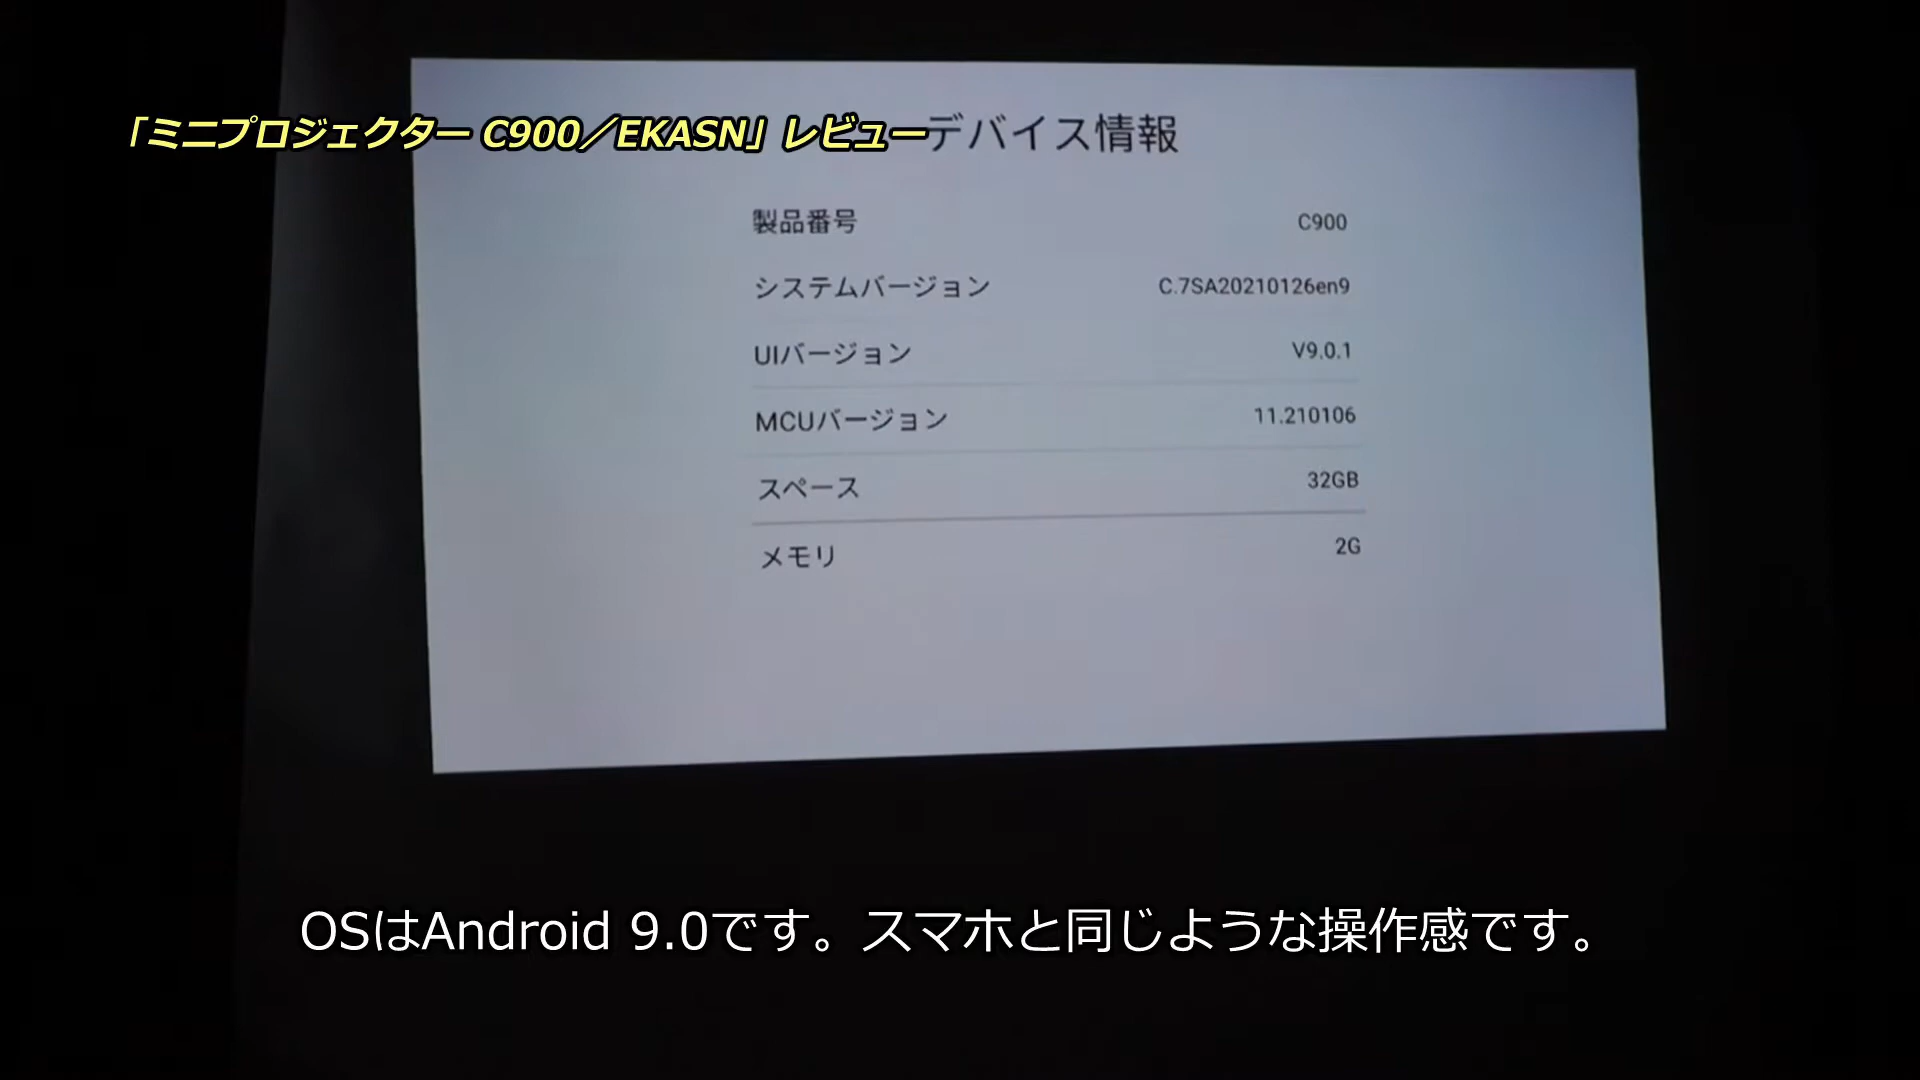 「ミニプロジェクター C900／EKASN」レビュー
デバイス情報
製品番号 C900
システムバージョン C.7SA20210126en9
UIバージョン V9.0.1
MCUバージョン 11.210106
スペース 32GB
メモリ 2G
OSはAndroid 9.0です。スマホと同じような操作感です。